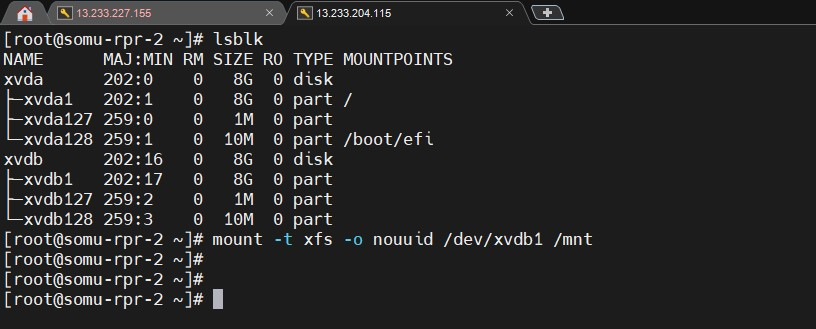 13.233.227.155 13.233.204.115
[root@somu-rpr-2 ~]# lsblk
NAME MAJ:MIN RM SIZE RO TYPE MOUNTPOINTS
xvda 202:0 0 8G 0 disk
├─xvda1 202:1 0 8G 0 part /
├─xvda127 259:0 0 1M 0 part
└─xvda128 259:1 0 10M 0 part /boot/efi
xvdb 202:16 0 8G 0 disk
├─xvdb1 202:17 0 8G 0 part
├─xvdb127 259:2 0 1M 0 part
└─xvdb128 259:3 0 10M 0 part
[root@somu-rpr-2 ~]# mount -t xfs -o nouuid /dev/xvdb1 /mnt
[root@somu-rpr-2 ~]#
[root@somu-rpr-2 ~]#
[root@somu-rpr-2 ~]#